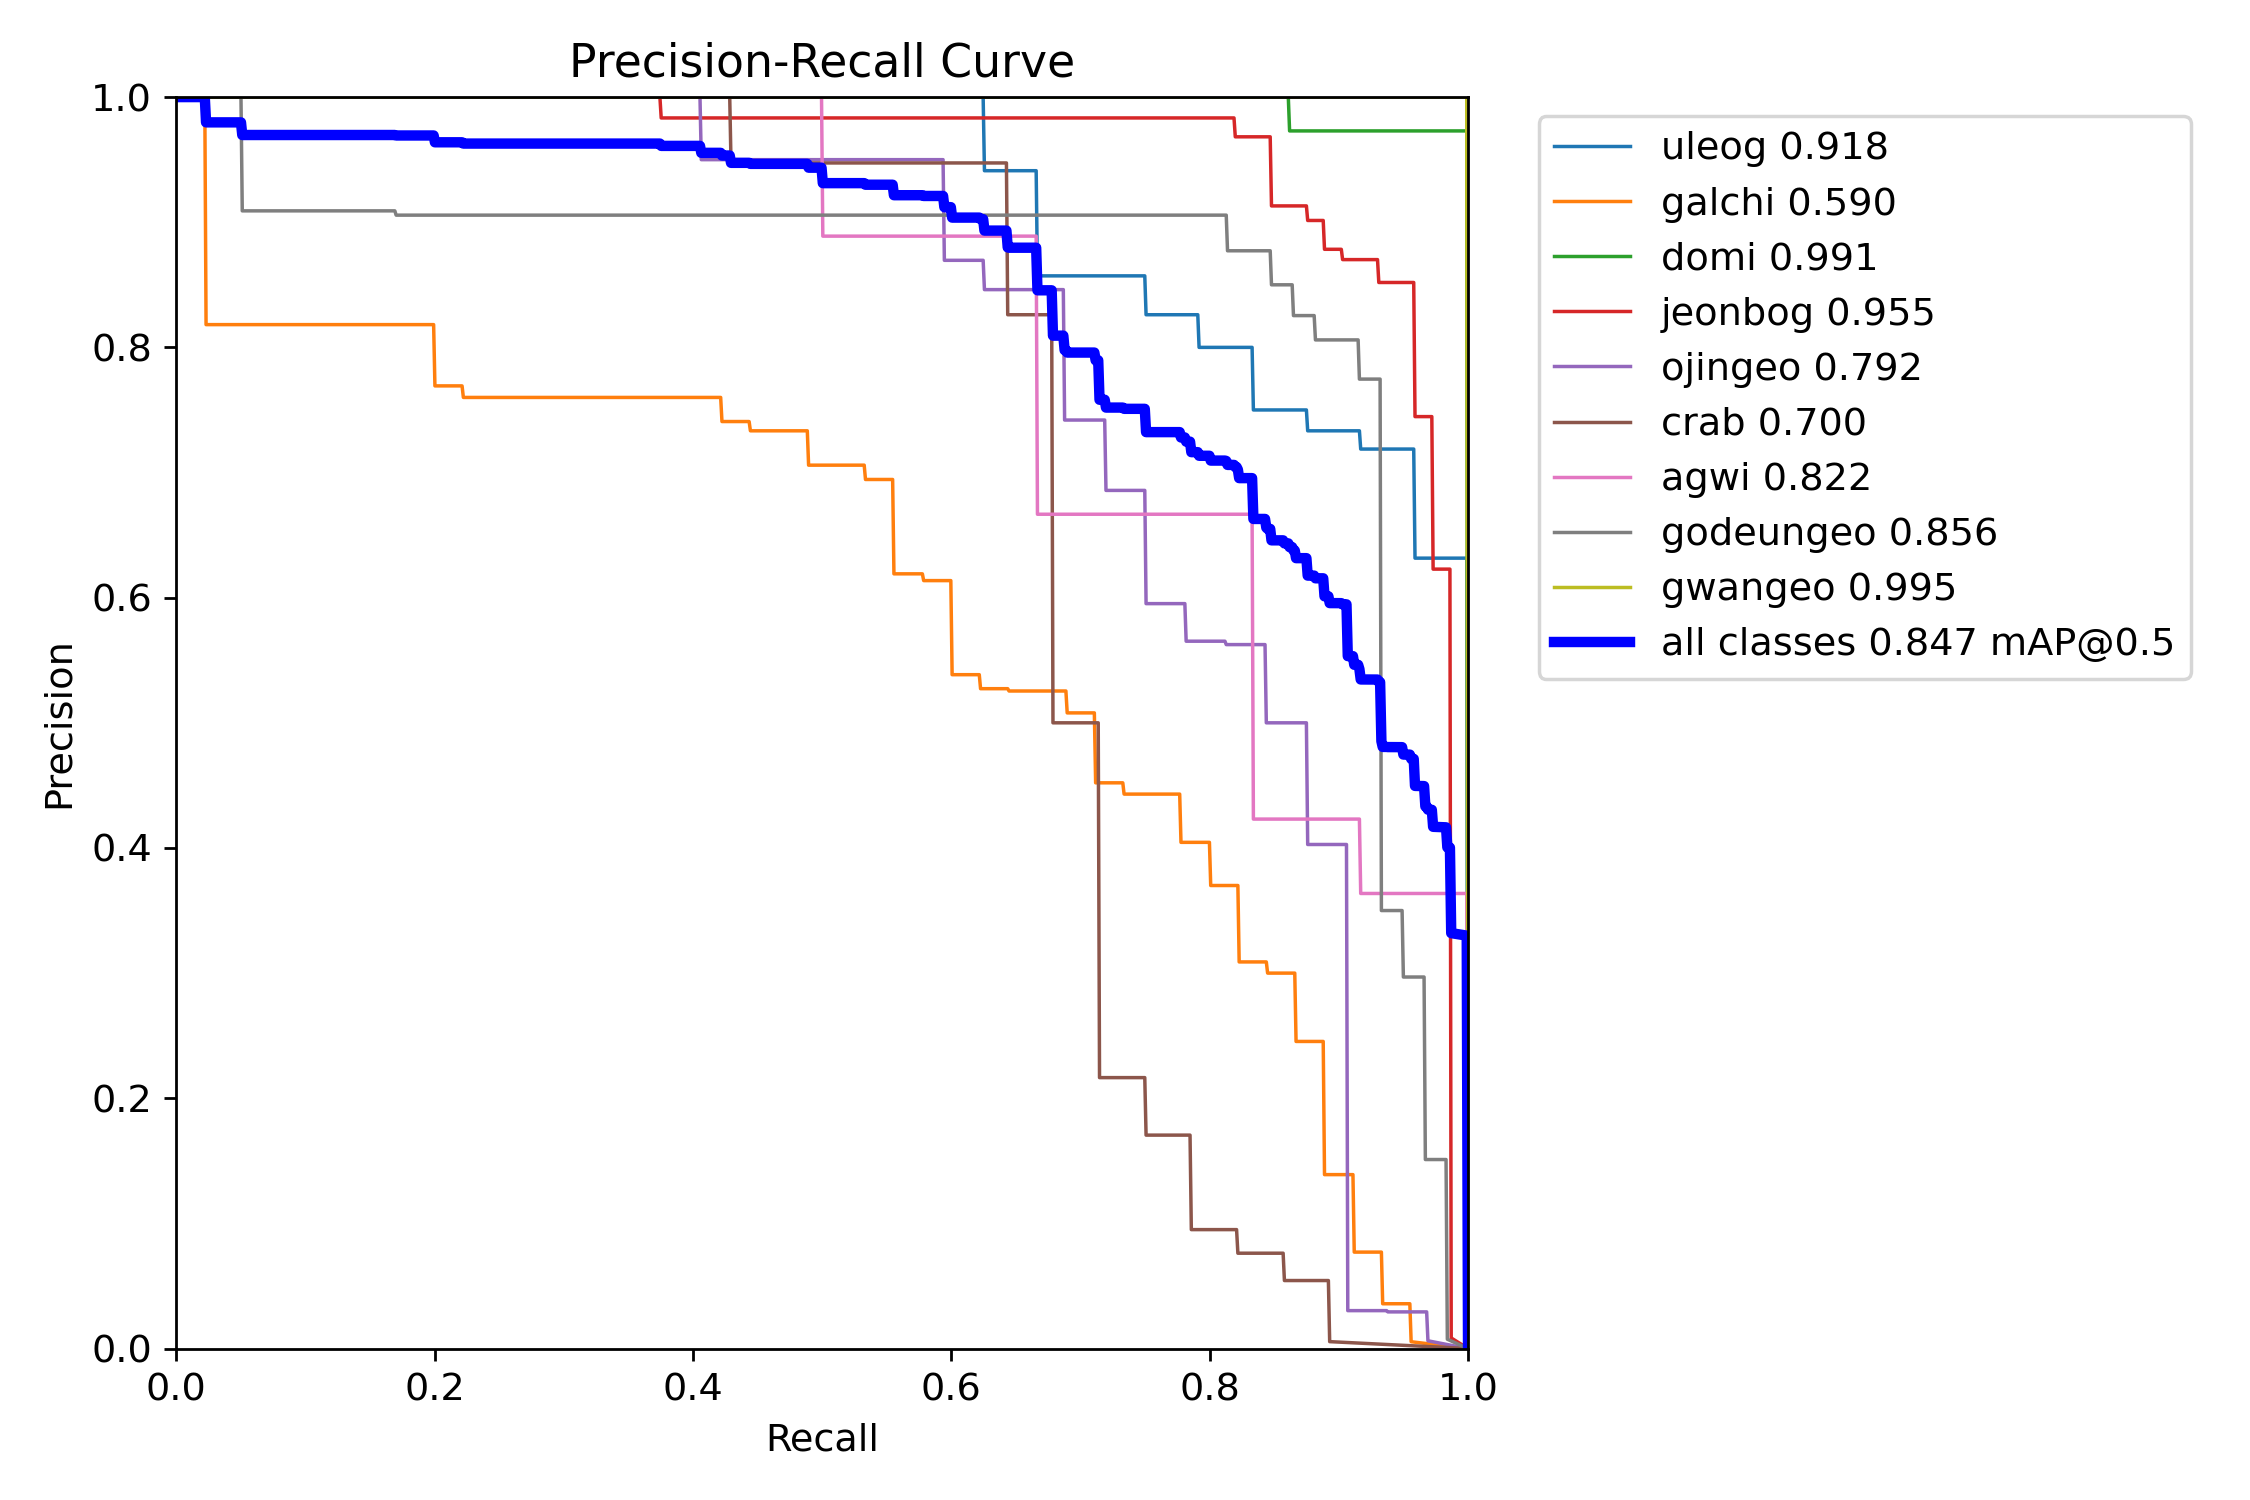 Precision-Recall Curve
1.0
0.8
0.6
0.4
0.2
0.0
Precision
0.0 0.2 0.4 0.6 0.8 1.0
Recall
uleog 0.918
galchi 0.590
domi 0.991
jeonbog 0.955
ojingeo 0.792
crab 0.700
agwi 0.822
godeungeo 0.856
gwangeo 0.995
all classes 0.847 mAP@0.5